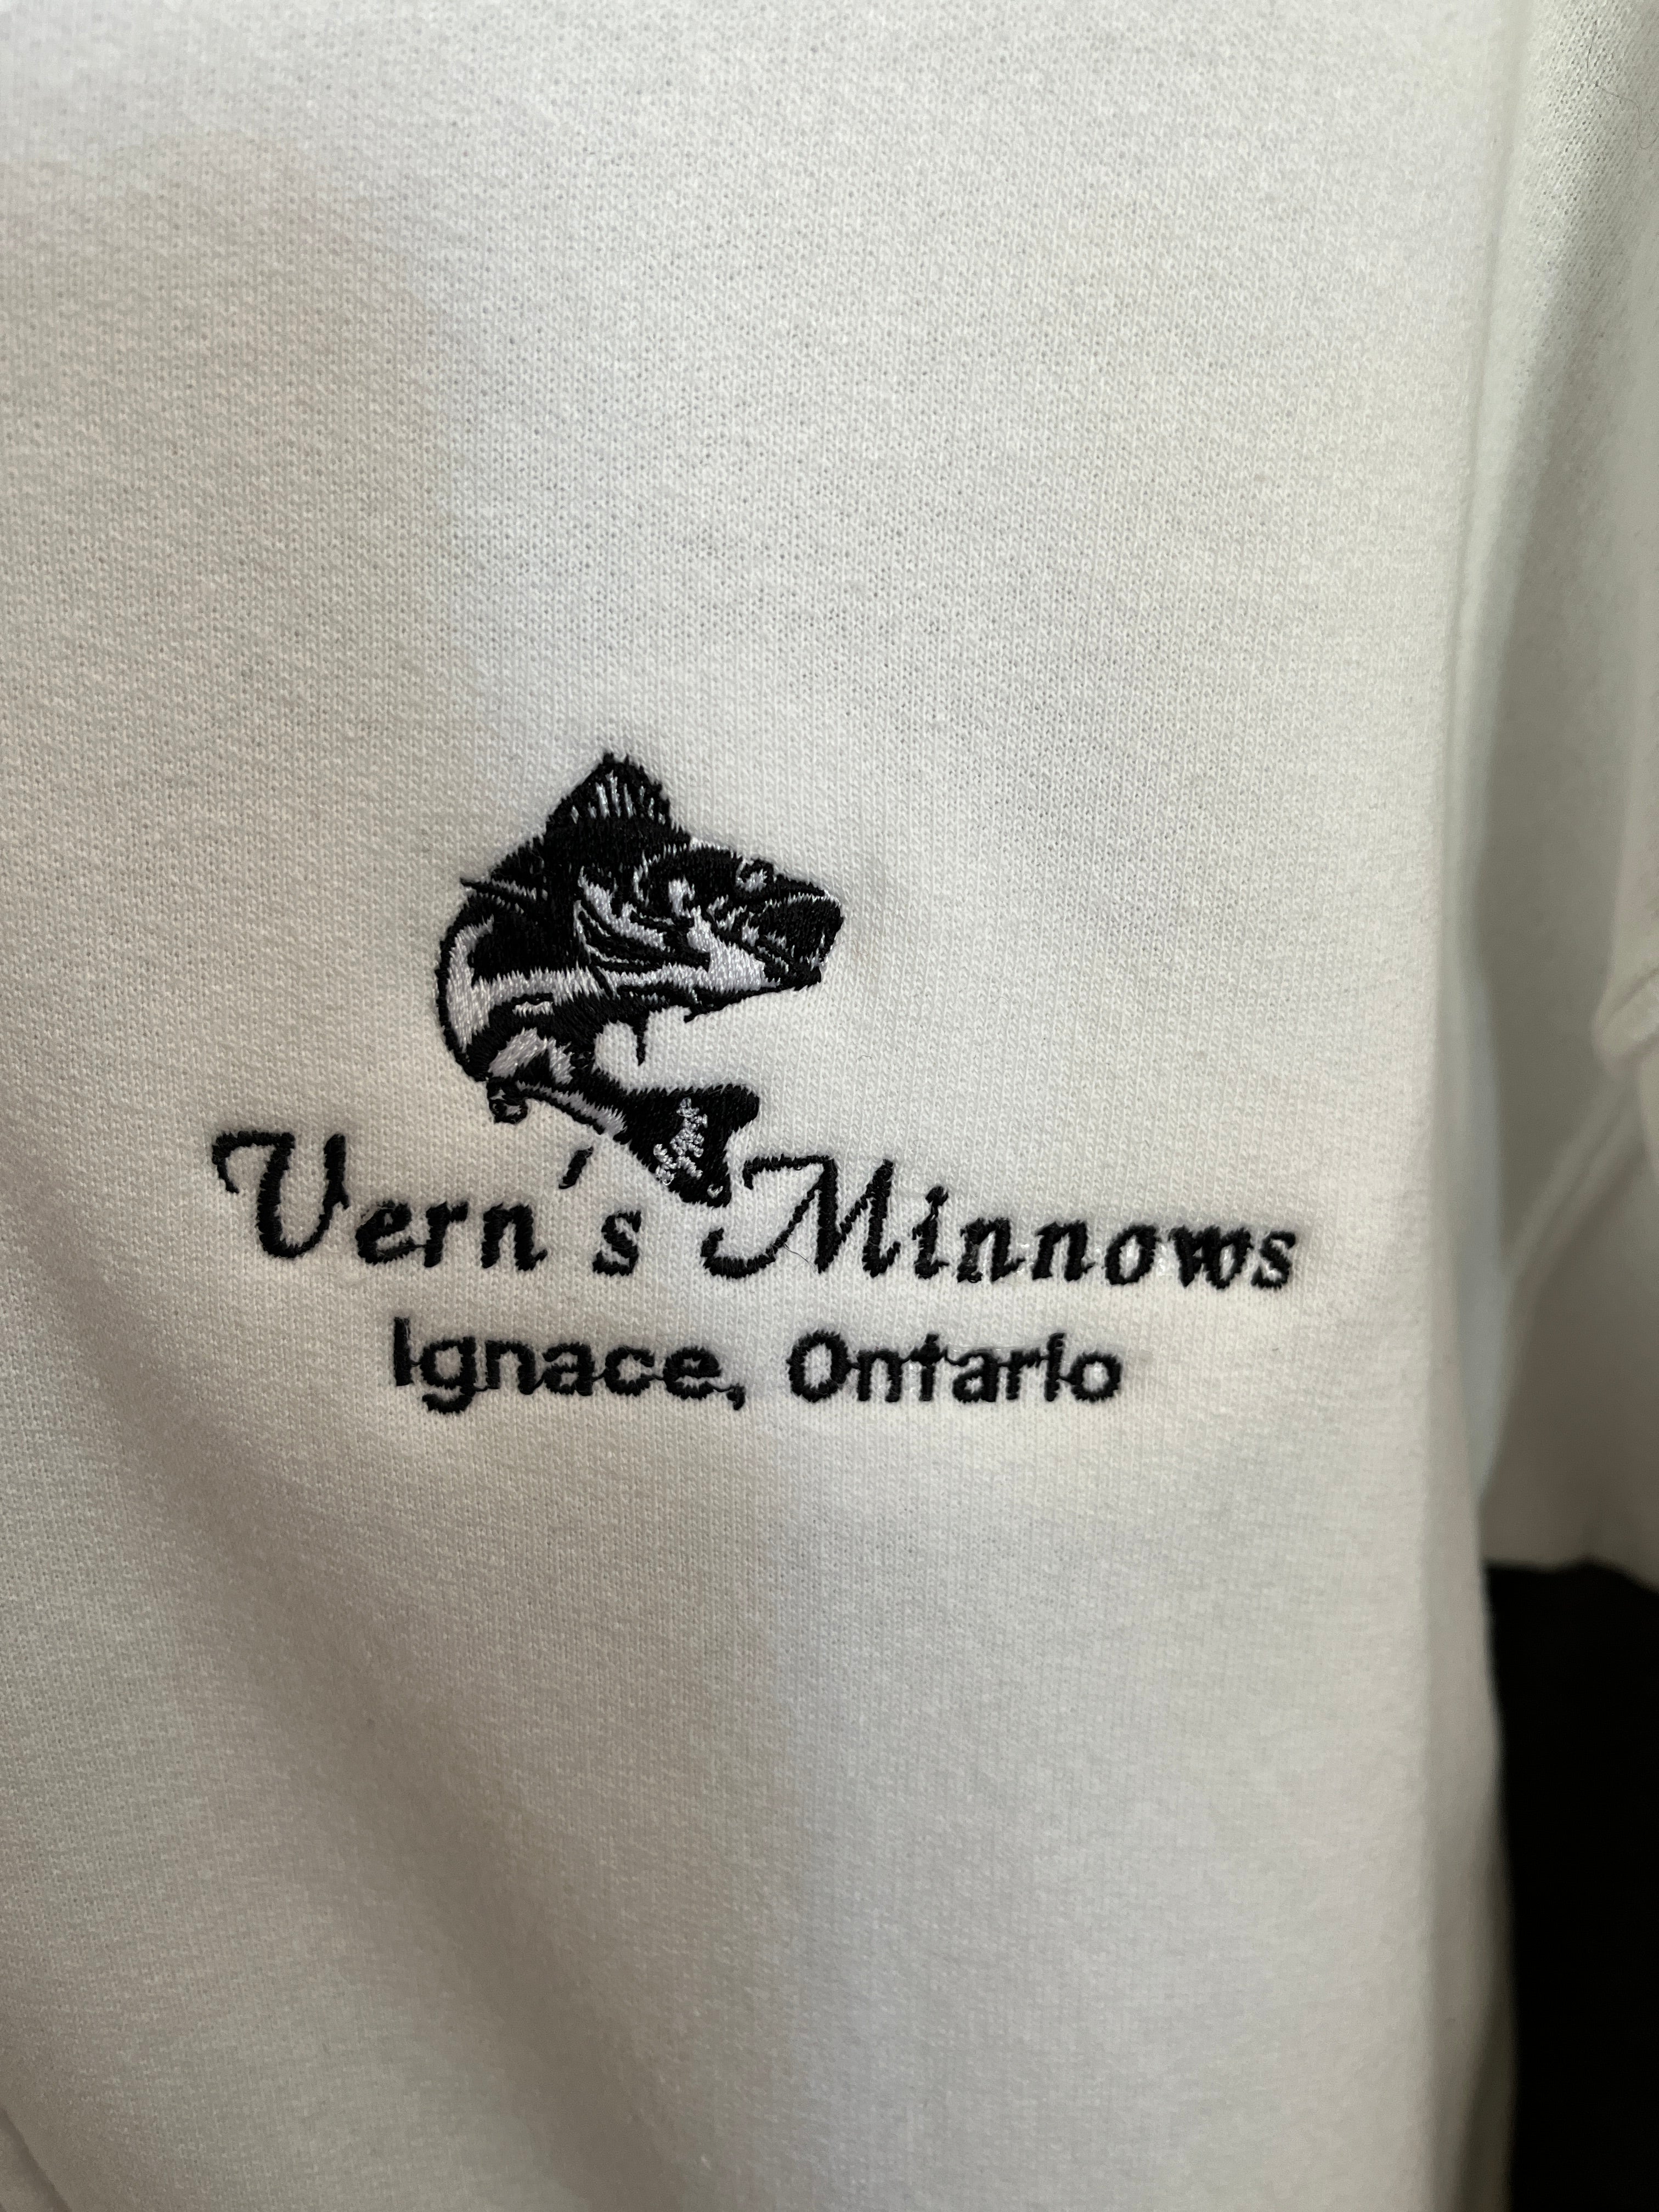 Vern's Minnows
Ignace, Ontario